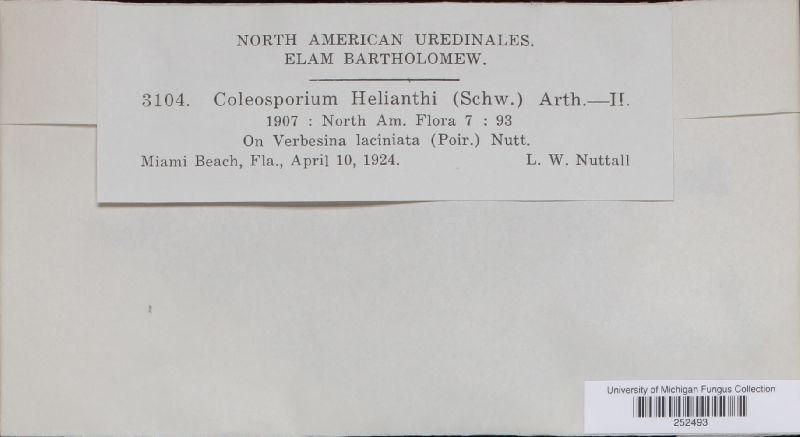 NORTH AMERICAN UREDINALES.
ELAM BARTHOLOMEW.
3104. Coleosporium Helianthi (Schw.) Arth.—II.
1907 : North Am. Flora 7 : 93
On Verbesina laciniata (Poir.) Nutt.
Miami Beach, Fla., April 10, 1924. L. W. Nuttall
University of Michigan Fungus Collection
252493